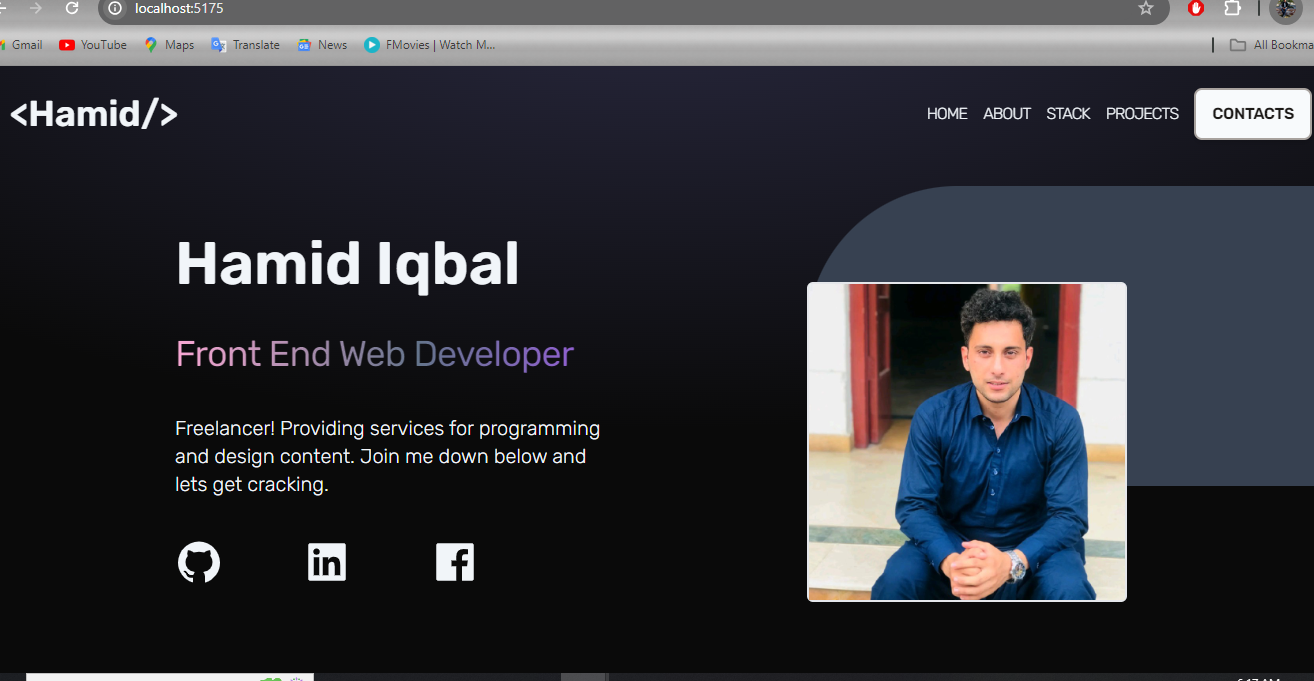 localhost:5175
Gmail YouTube Maps Translate News FMovies | Watch M... All Bookma
<Hamid/> HOME ABOUT STACK PROJECTS CONTACTS
Hamid Iqbal
Front End Web Developer
Freelancer! Providing services for programming
and design content. Join me down below and
lets get cracking.
in